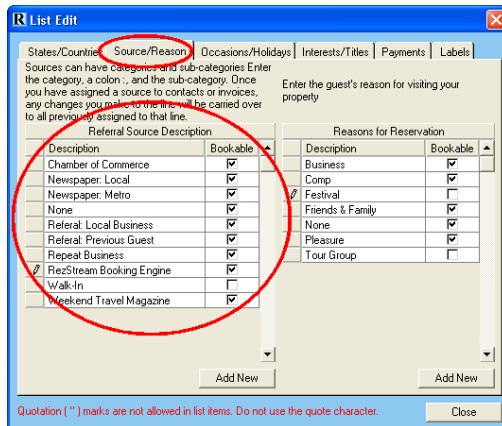 R List Edit
States/Countrie Source/Reason Occasions/Holidays Interests/Titles Payments Labels
Sources can have categories and sub-categories Enter
the category, a colon :, and the sub-category. Once
you have assigned a source to contacts or invoices,
any changes you make to the line will be carried over
to all previously assigned to that line.
Enter the guest's reason for visiting your
property
Referral Source Description
Description Bookable
Chamber of Commerce
Newspaper: Local
Newspaper: Metro
None
Referal: Local Business
Referal: Previous Guest
Repeat Business
RezStream Booking Engine
Walk-In
Weekend Travel Magazine
Add New
Reasons for Reservation
Description Bookable
Business
Comp
Festival
Friends & Family
None
Pleasure
Tour Group
Add New
Quotation ( " ) marks are not allowed in list items. Do not use the quote character.
Close